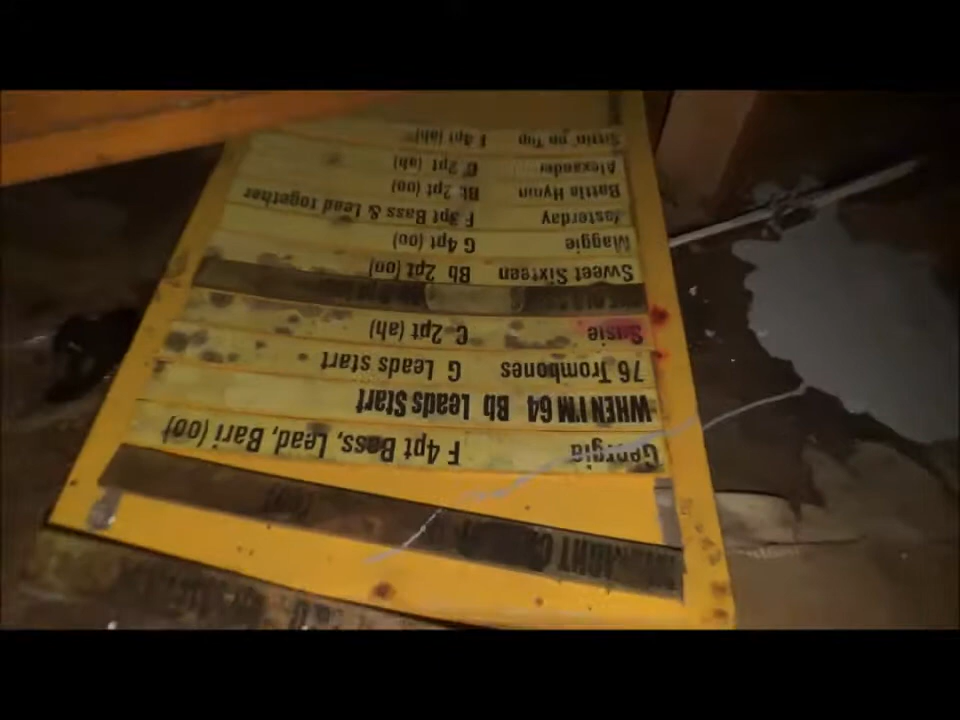 Georgia F 4pt Bass, Lead, Bari (oo)
WHEN I'M 64 Bb Leads Start
76 Trombones G Leads start
Susie C 2pt (ah)
Sweet Sixteen Bb 2pt (oo)
Maggie G 4pt (oo)
Yesterday F 3pt Bass & Lead together
Battle Hymn Bb 2pt (oo)
Alexander C 2pt (ah)
Sittin' on Top F 4pt (ah)